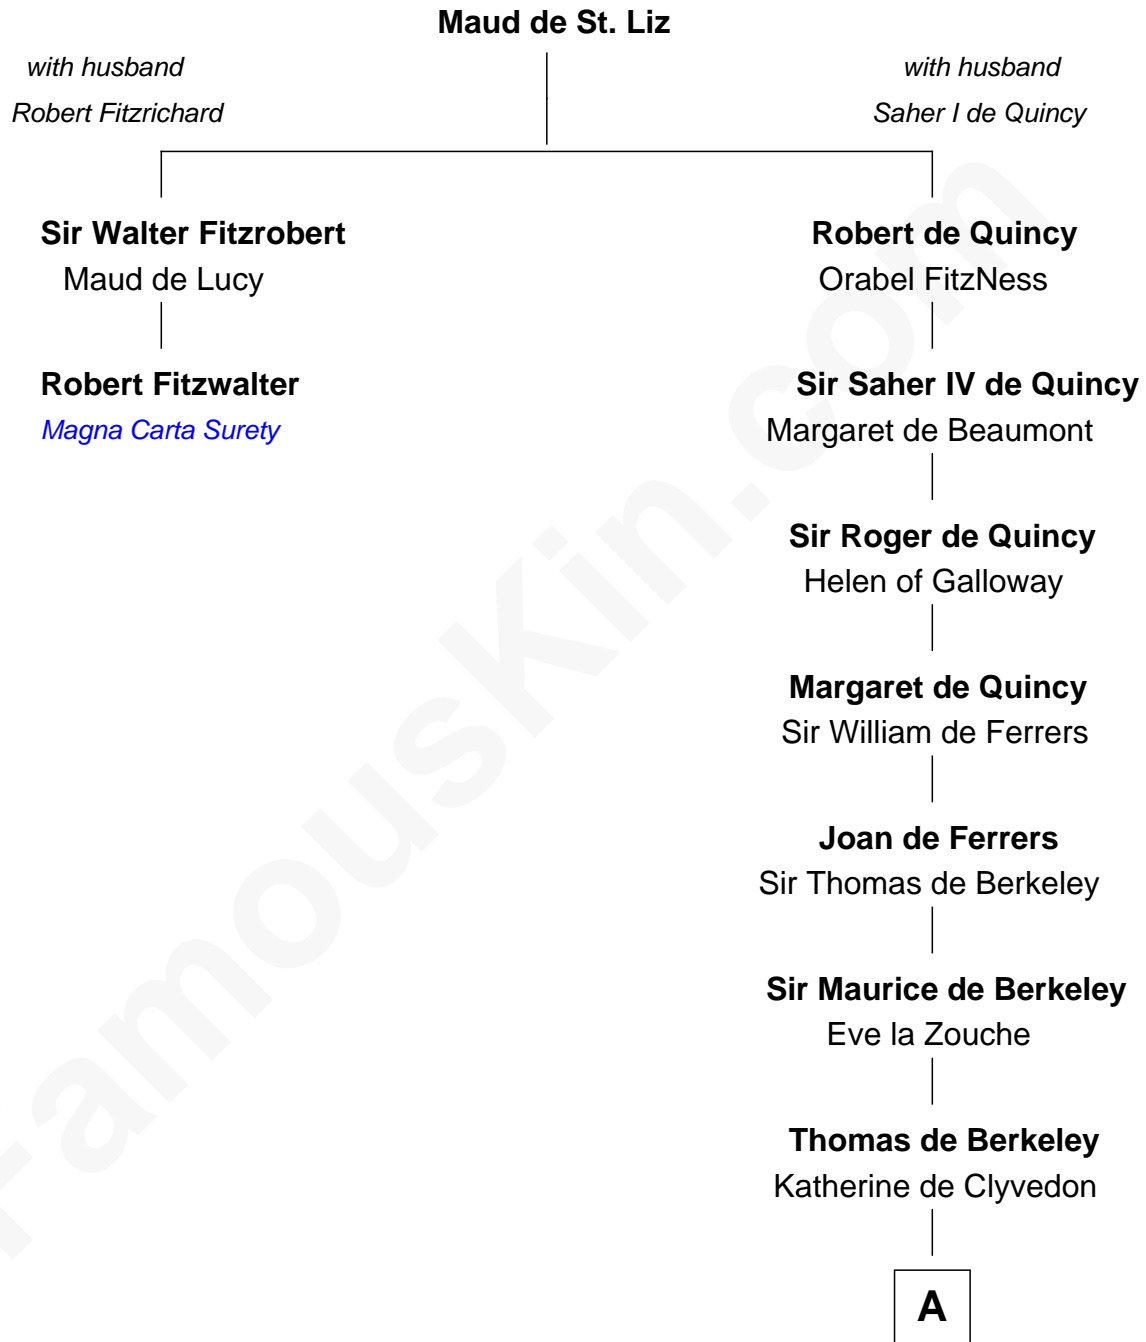 Maud de St. Liz
with husband
Robert Fitzrichard
with husband
Saher I de Quincy
Sir Walter Fitzrobert
Maud de Lucy
Robert de Quincy
Orabel FitzNess
Robert Fitzwalter
Magna Carta Surety
Sir Saher IV de Quincy
Margaret de Beaumont
Sir Roger de Quincy
Helen of Galloway
Margaret de Quincy
Sir William de Ferrers
Joan de Ferrers
Sir Thomas de Berkeley
Sir Maurice de Berkeley
Eve la Zouche
Thomas de Berkeley
Katherine de Clyvedon
A
FamousKin.com